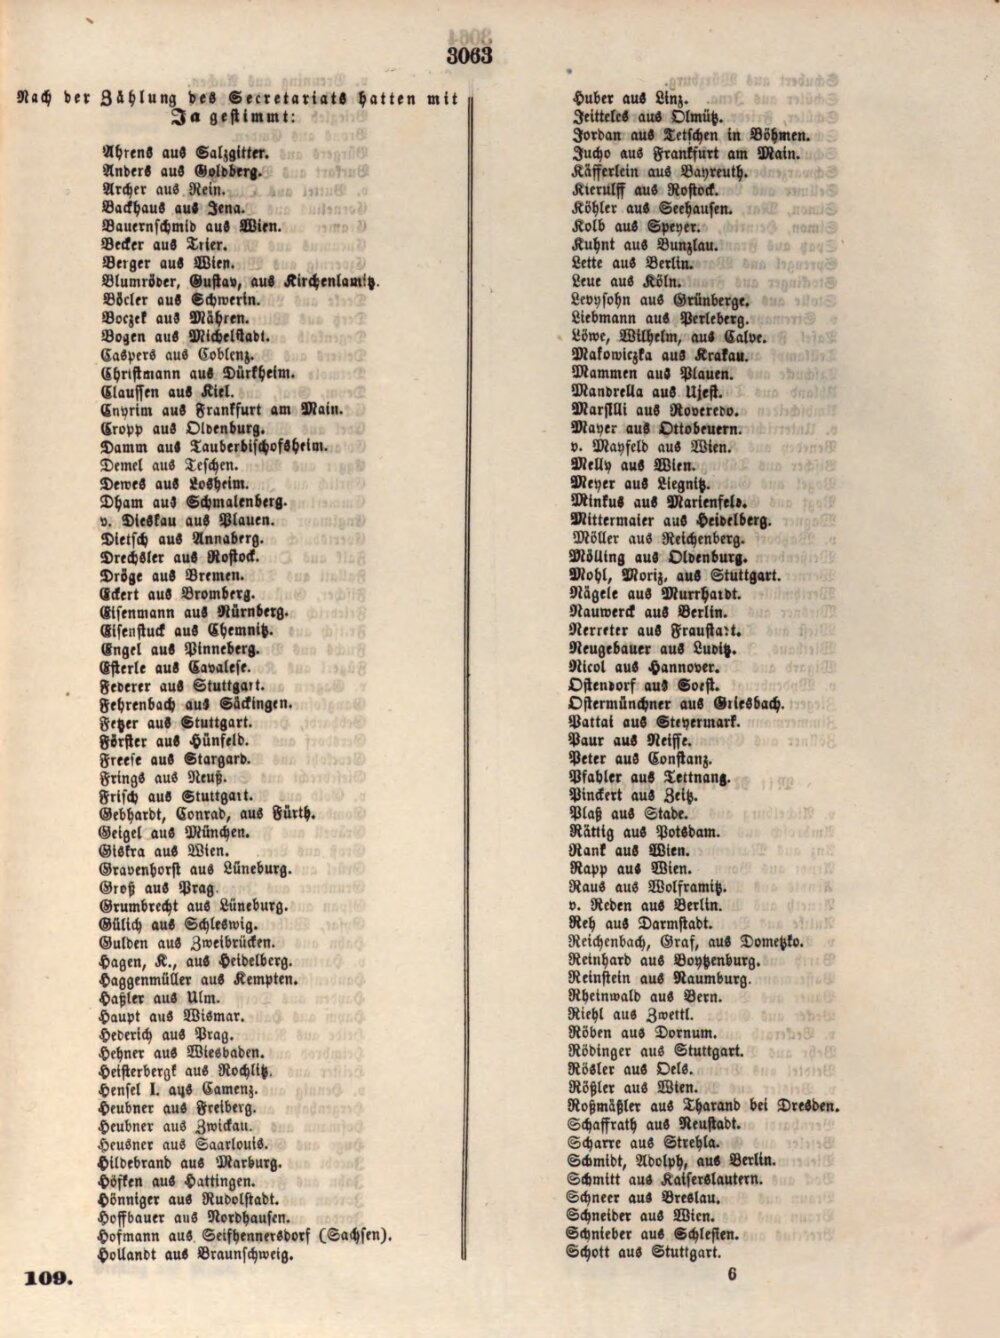 3063
Nach der Zählung des Secretariats hatten mit
Ja gestimmt:
Ahrens aus Salzgitter.
Anders aus Goldberg.
Archer aus Rein.
Backhaus aus Jena.
Bauernschmid aus Wien.
Becker aus Trier.
Berger aus Wien.
Blumröder, Gustav, aus Kirchenlamitz.
Böcler aus Schwerin.
Boczek aus Mähren.
Bogen aus Michelstadt.
Caspers aus Coblenz.
Christmann aus Dürkheim.
Claussen aus Kiel.
Cnyrim aus Frankfurt am Main.
Cropp aus Oldenburg.
Damm aus Tauberbischofsheim.
Demel aus Teschen.
Dewes aus Losheim.
Dham aus Schmalenberg.
v. Dieskau aus Plauen.
Dietsch aus Annaberg.
Drechsler aus Rostock.
Dröge aus Bremen.
Eckert aus Bromberg.
Eisenmann aus Nürnberg.
Eisenstuck aus Chemnitz.
Engel aus Pinneberg.
Esterle aus Cavalese.
Federer aus Stuttgart.
Fehrenbach aus Säckingen.
Fetzer aus Stuttgart.
Förster aus Hünfeld.
Freese aus Stargard.
Frings aus Neuß.
Frisch aus Stuttgart.
Gebhardt, Conrad, aus Fürth.
Geigel aus München.
Giskra aus Wien.
Gravenhorst aus Lüneburg.
Groß aus Prag.
Grumbrecht aus Lüneburg.
Gülich aus Schleswig.
Gulden aus Zweibrücken.
Hagen, K., aus Heidelberg.
Haggenmüller aus Kempten.
Haßler aus Ulm.
Haupt aus Wismar.
Hederich aus Prag.
Hehner aus Wiesbaden.
Heisterbergk aus Rochlitz.
Hensel I. aus Camenz.
Heubner aus Freiberg.
Heubner aus Zwickau.
Heusner aus Saarlouis.
Hildebrand aus Marburg.
Höfken aus Hattingen.
Hönniger aus Rudolstadt.
Hoffbauer aus Nordhausen.
Hofmann aus Seifhennersdorf (Sachsen).
Hollandt aus Braunschweig.
Huber aus Linz.
Jeitteles aus Olmütz.
Jordan aus Tetschen in Böhmen.
Jucho aus Frankfurt am Main.
Käfferlein aus Bayreuth.
Kierulff aus Rostock.
Köhler aus Seehausen.
Kolb aus Speyer.
Kuhnt aus Bunzlau.
Lette aus Berlin.
Leue aus Köln.
Levysohn aus Grünberge.
Liebmann aus Perleberg.
Löwe, Wilhelm, aus Calve.
Makowiczka aus Krakau.
Mammen aus Plauen.
Mandrella aus Ujest.
Marsilli aus Roveredo.
Mayer aus Ottobeuern.
v. Mayfeld aus Wien.
Melly aus Wien.
Meyer aus Liegnitz.
Minkus aus Marienfeld.
Mittermaier aus Heidelberg.
Möller aus Reichenberg.
Mölling aus Oldenburg.
Mohl, Moriz, aus Stuttgart.
Nägele aus Murrhardt.
Nauwerck aus Berlin.
Nerreter aus Fraustadt.
Neugebauer aus Luditz.
Nicol aus Hannover.
Ostendorf aus Soest.
Ostermünchner aus Griesbach.
Pattai aus Steyermark.
Paur aus Neisse.
Peter aus Constanz.
Pfahler aus Tettnang.
Pinckert aus Zeitz.
Plaß aus Stade.
Rättig aus Potsdam.
Rank aus Wien.
Rapp aus Wien.
Raus aus Wolframitz.
v. Reden aus Berlin.
Reh aus Darmstadt.
Reichenbach, Graf, aus Dometzko.
Reinhard aus Boytzenburg.
Reinstein aus Naumburg.
Rheinwald aus Bern.
Riehl aus Zwettl.
Röben aus Dornum.
Rödinger aus Stuttgart.
Rösler aus Oels.
Rößler aus Wien.
Roßmäßler aus Tharand bei Dresden.
Schaffrath aus Neustadt.
Scharre aus Strehla.
Schmidt, Adolph, aus Berlin.
Schmitt aus Kaiserslautern.
Schneer aus Breslau.
Schneider aus Wien.
Schnieber aus Schlesien.
Schott aus Stuttgart.
109.
6